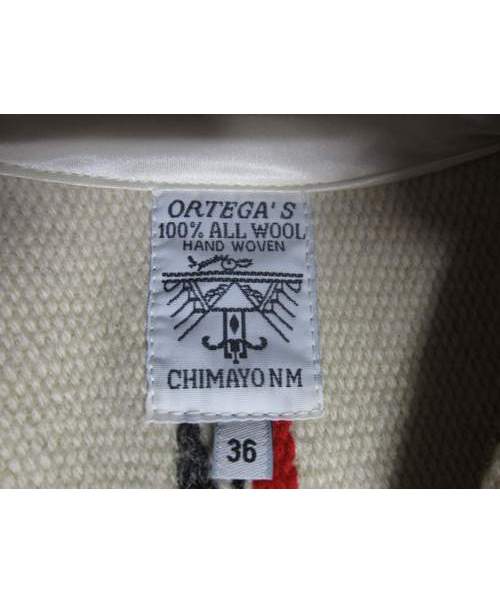 ORTEGA'S
100% ALL WOOL
HAND WOVEN
CHIMAYO NM
36